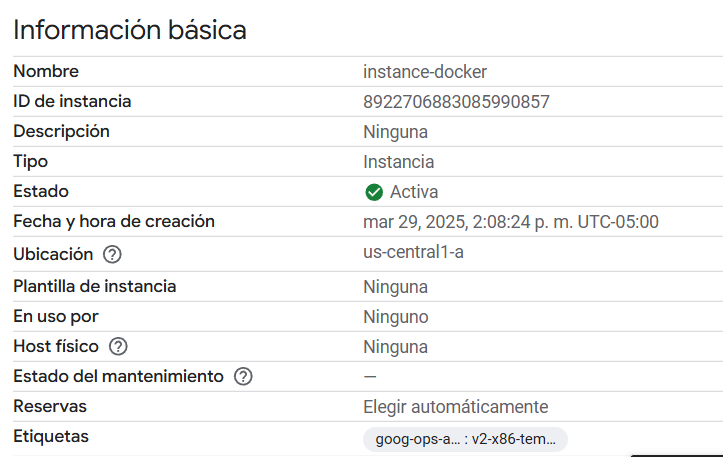 Información básica
Nombre instance-docker
ID de instancia 8922706883085990857
Descripción Ninguna
Tipo Instancia
Estado Activa
Fecha y hora de creación mar 29, 2025, 2:08:24 p. m. UTC-05:00
Ubicación us-central1-a
Plantilla de instancia Ninguna
En uso por Ninguno
Host físico Ninguna
Estado del mantenimiento —
Reservas Elegir automáticamente
Etiquetas goog-ops-a... : v2-x86-tem...